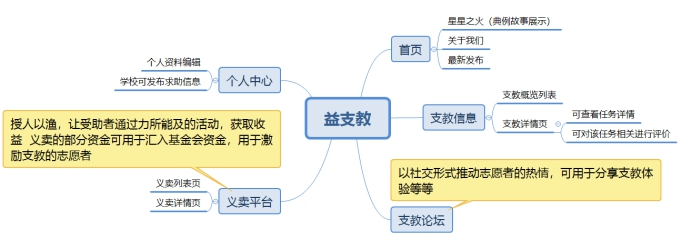 益支教
首页
星星之火（典例故事展示）
关于我们
最新发布
支教信息
支教概览列表
支教详情页
可查看任务详情
可对该任务相关进行评价
支教论坛
以社交形式推动志愿者的热情，可用于分享支教体
验等等
个人中心
个人资料编辑
学校可发布求助信息
义卖平台
义卖列表页
义卖详情页
授人以渔，让受助者通过力所能及的活动，获取收
益 义卖的部分资金可用于汇入基金会资金，用于激
励支教的志愿者